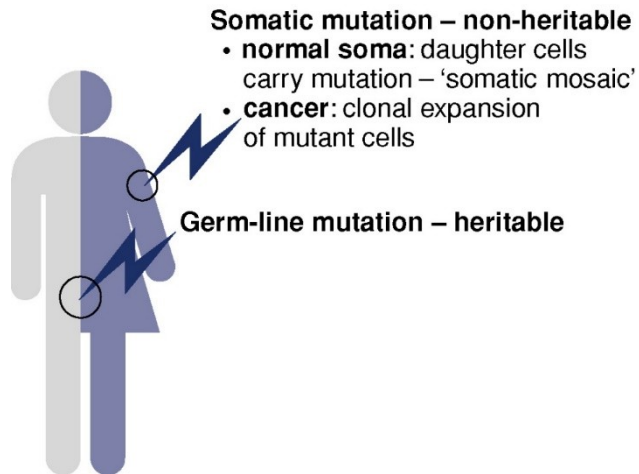 Somatic mutation – non-heritable
• normal soma: daughter cells
carry mutation – ‘somatic mosaic’
• cancer: clonal expansion
of mutant cells
Germ-line mutation – heritable